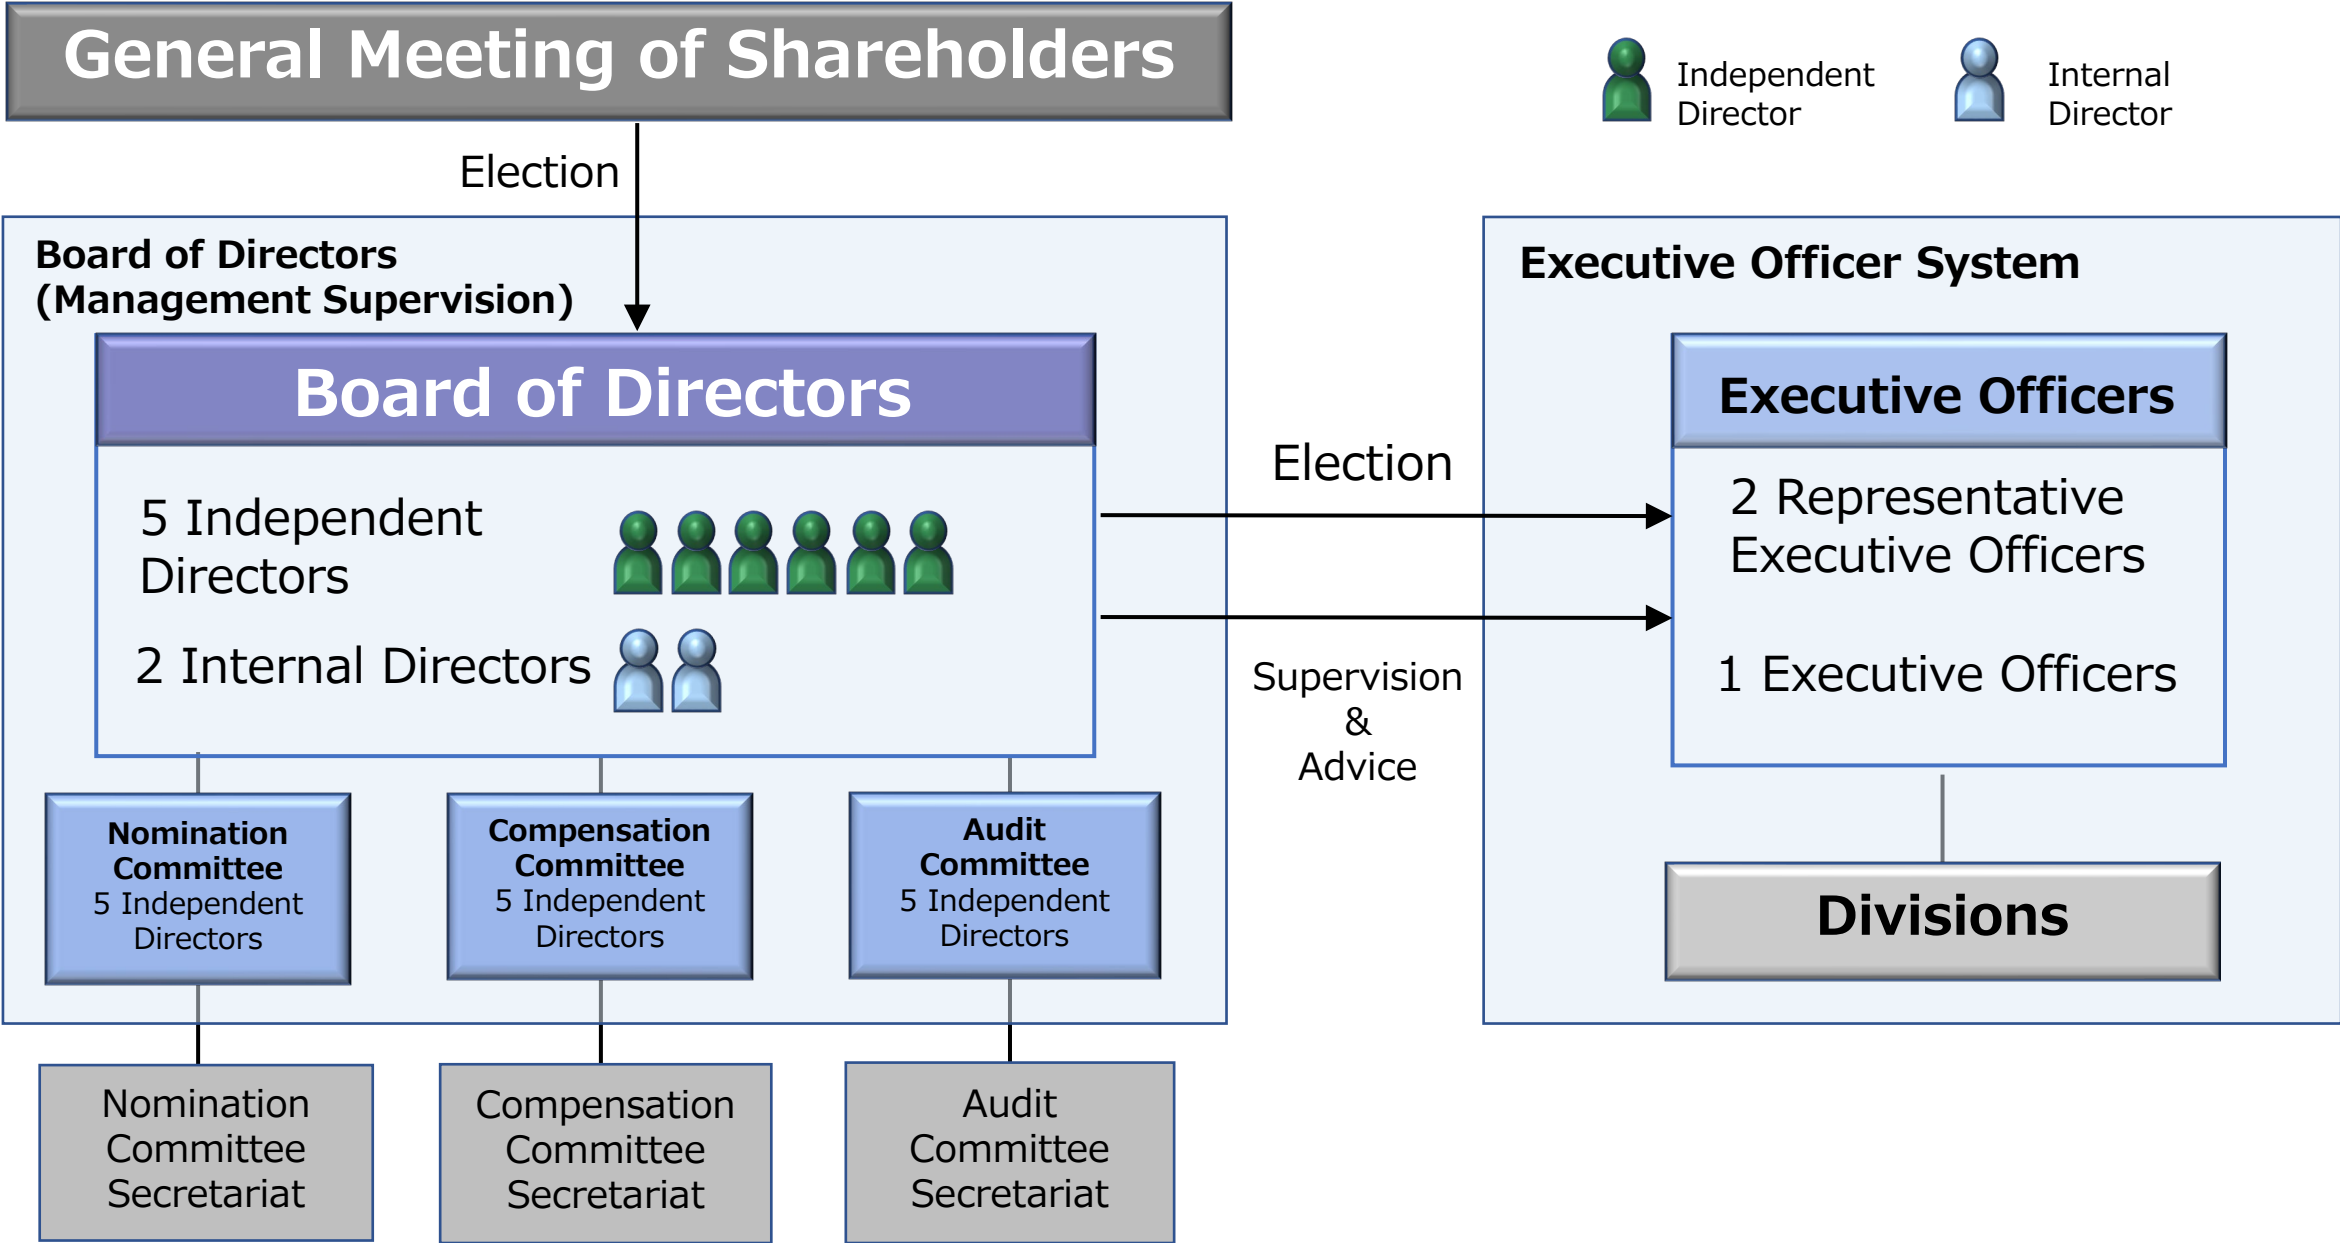 General Meeting of Shareholders
Independent
Director
Internal
Director
Election
Board of Directors
(Management Supervision)
Board of Directors
5 Independent
Directors
2 Internal Directors
Nomination
Committee
5 Independent
Directors
Compensation
Committee
5 Independent
Directors
Audit
Committee
5 Independent
Directors
Nomination
Committee
Secretariat
Compensation
Committee
Secretariat
Audit
Committee
Secretariat
Election
Supervision
&
Advice
Executive Officer System
Executive Officers
2 Representative
Executive Officers
1 Executive Officers
Divisions